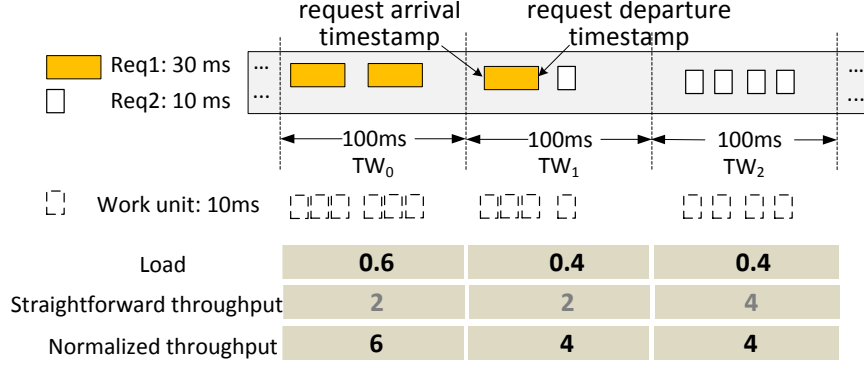 request arrival timestamp
request departure timestamp
Req1: 30 ms
Req2: 10 ms
...
...
...
...
100ms
100ms
100ms
TW0
TW1
TW2
Work unit: 10ms
Load 0.6 0.4 0.4
Straightforward throughput 2 2 4
Normalized throughput 6 4 4